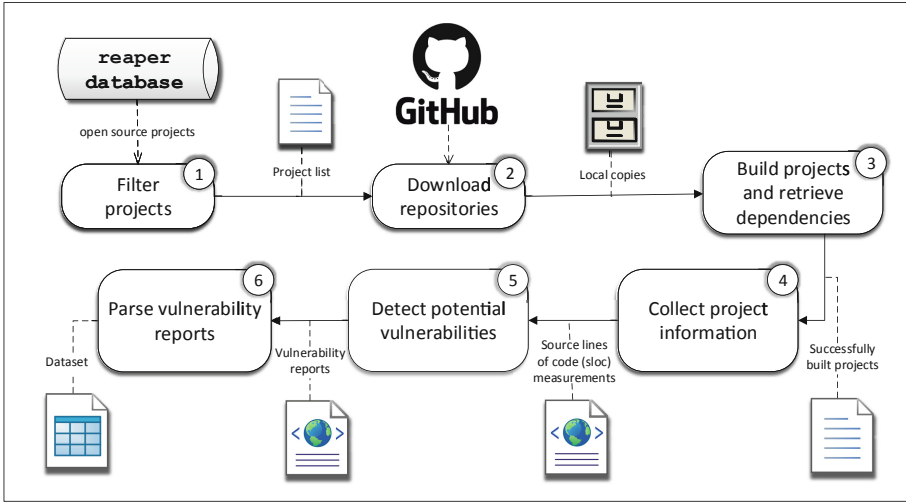 reaper
database
open source projects
GitHub
1
Filter
projects
Project list
2
Download
repositories
Local copies
3
Build projects
and retrieve
dependencies
6
Parse vulnerability
reports
5
Detect potential
vulnerabilities
4
Collect project
information
Dataset
Vulnerability
reports
Source lines
of code (sloc)
measurements
Successfully
built projects